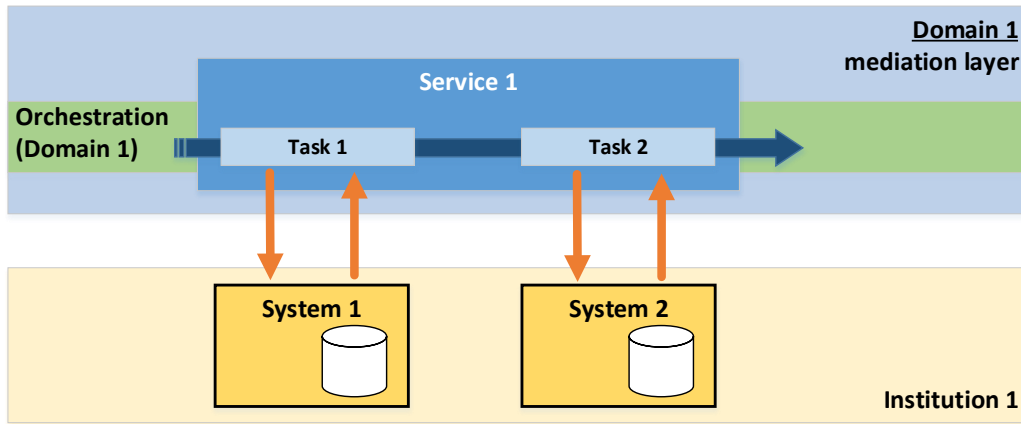 Domain 1
mediation layer
Service 1
Orchestration
(Domain 1)
Task 1
Task 2
System 1
System 2
Institution 1